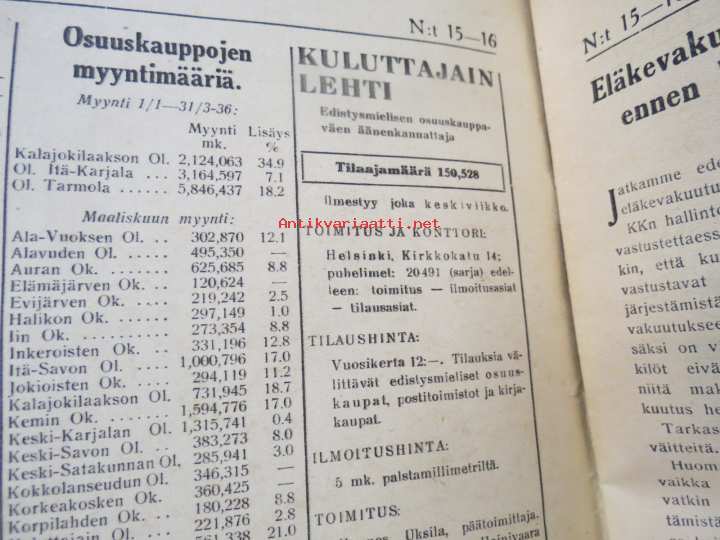 N:t 15—16
Osuuskauppojen
myyntimääriä.
Myynti 1/1—31/3-36:
Myynti Lisäys
mk. %
Kalajokilaakson Ol. 2,124,063 34.9
Ol. Itä-Karjala .. 3,164,597 7.1
Ol. Tarmola ..... 5,846,437 18.2
Maaliskuun myynti:
Ala-Vuoksen Ol. .. 302,870 12.1
Alavuden Ol. ..... 495,350 —
Auran Ok. ....... 625,685 8.8
Elämäjärven Ok. .. 120,624 —
Evijärven Ok. .... 219,242 2.5
Halikon Ok. ...... 297,149 1.0
Iin Ok. .......... 273,354 8.8
Inkeroisten Ok. .. 331,196 12.8
Itä-Savon Ol. .... 1,000,796 17.0
Jokioisten Ok. ... 294,119 11.2
Kalajokilaakson Ol. 731,945 18.7
Kemin Ok. ........ 1,594,776 17.0
Keski-Karjalan Ol. 1,315,741 0.4
Keski-Savon Ol. .. 383,273 8.0
Keski-Satakunnan Ol. 285,941 3.0
Kokkolanseudun Ol. 346,315 —
Korkeakosken Ok. 360,425 —
Korpilahden Ok. 180,228 8.8
221,876 2.8
561,338 21.0
KULUTTAJAIN
LEHTI
Edistysmielisen osuuskauppa-
väen äänenkannattaja
Tilaajamäärä 150,528
Ilmestyy joka keskiviikko.
Antikvariaatti.net
TOIMITUS JA KONTTORI:
Helsinki, Kirkkokatu 14;
puhelimet: 20491 (sarja) edel-
leen: toimitus — ilmoitusasiat
— tilausasiat.
TILAUSHINTA:
Vuosikerta 12:—. Tilauksia vä-
littävät edistysmieliset osuus-
kaupat, postitoimistot ja kirja-
kaupat.
ILMOITUSHINTA:
5 mk. palstamillimetriltä.
TOIMITUS:
Uksila, päätoimittaja.
N:t 15—16
Eläkevaku
ennen
Jatkamme ede
eläkevakuutu
KKn hallinto
vastustettaess
kin, että ku
vastustavat
järjestämistä
vakuutukse
säksi on v
kilöt eivä
niitä mak
kuutus he
Tarkas
väitteitä.
Huom
vaikka
vatkin